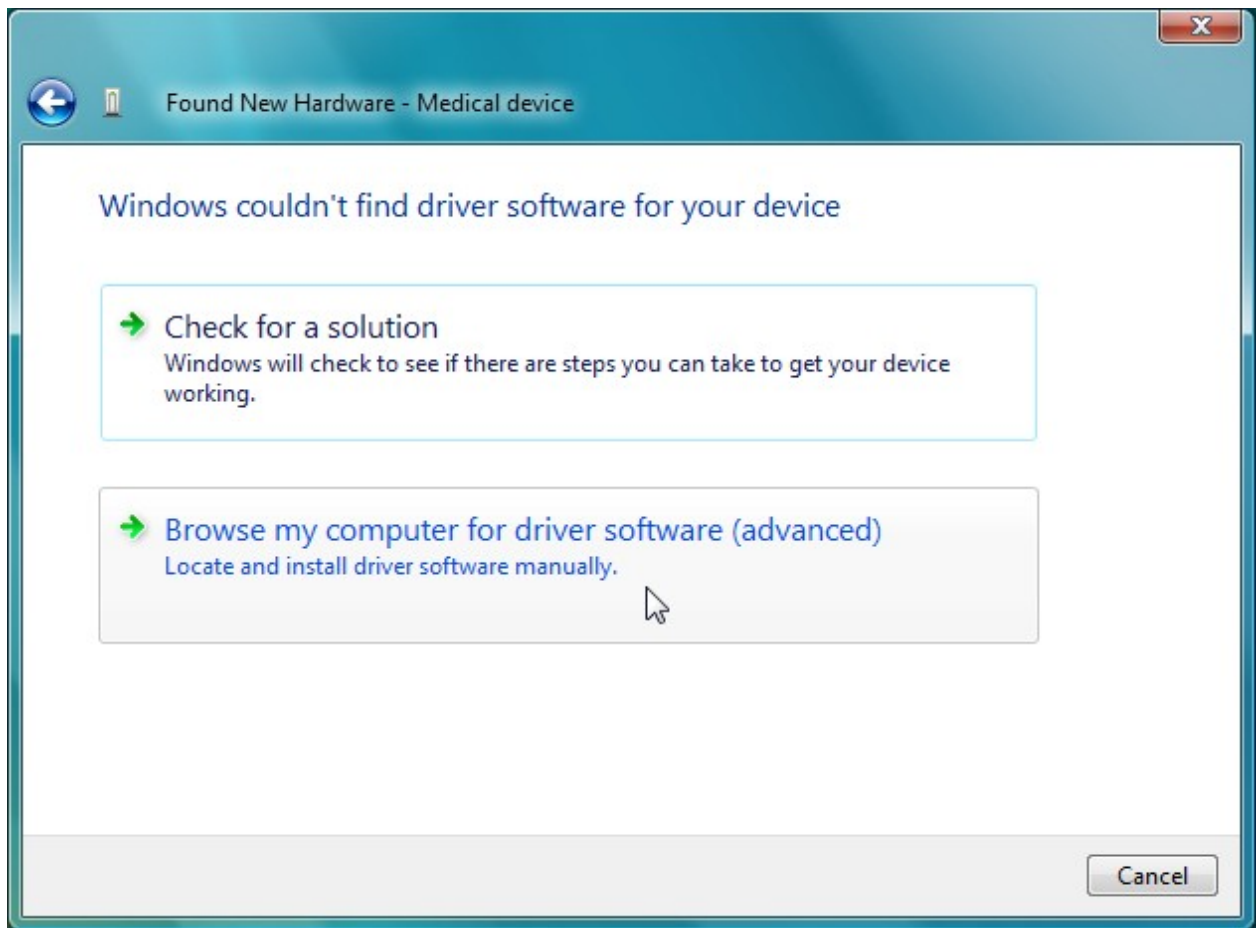 Found New Hardware - Medical device
Windows couldn't find driver software for your device
Check for a solution
Windows will check to see if there are steps you can take to get your device
working.
Browse my computer for driver software (advanced)
Locate and install driver software manually.
Cancel